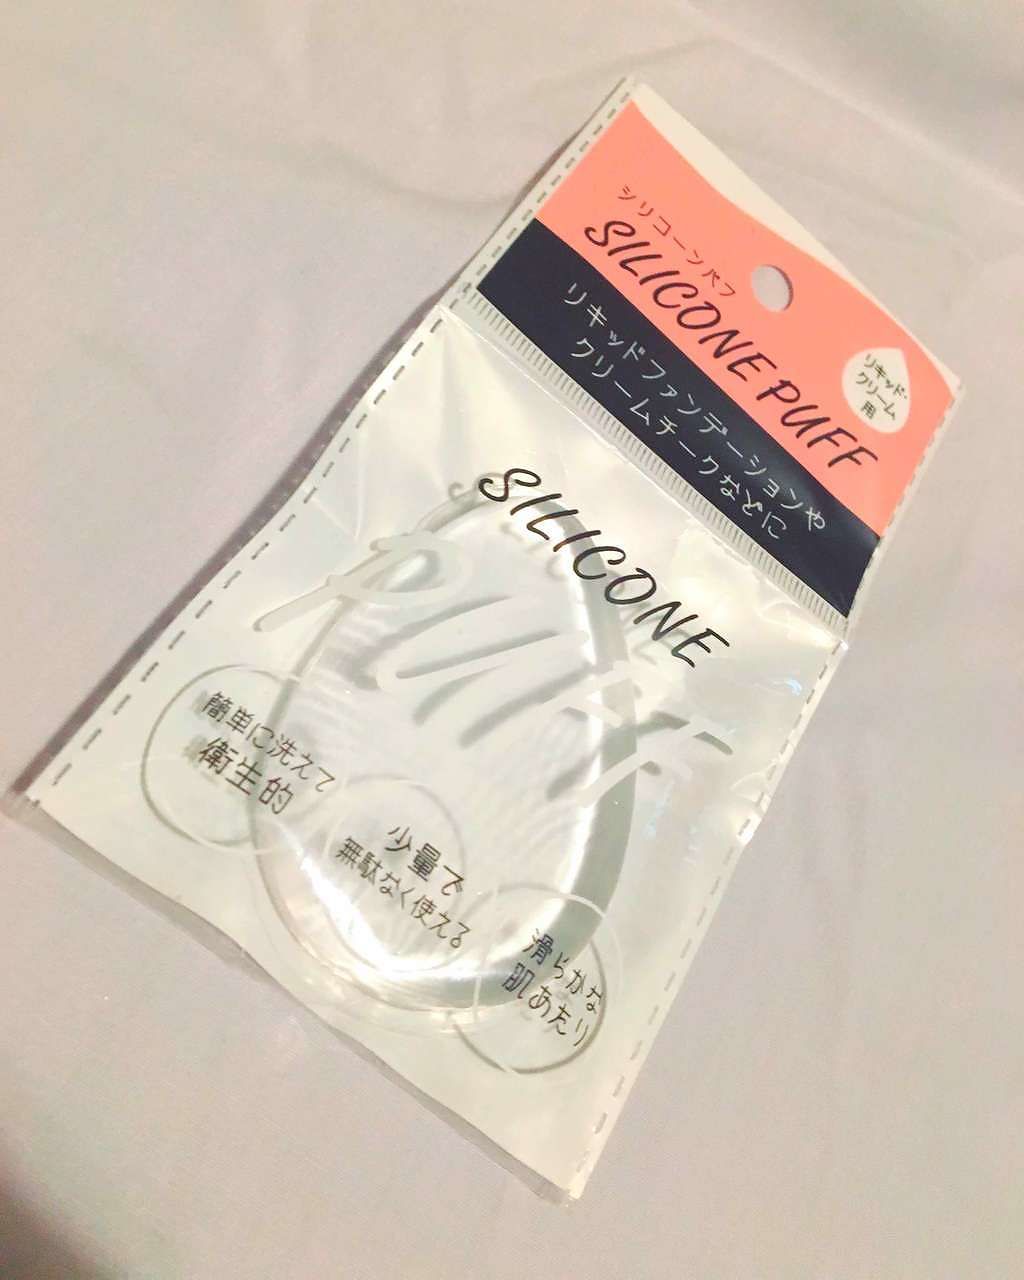 シリコーンパフ
SILICONE PUFF
リキッド・
クリーム
用
リキッドファンデーションや
クリームチークなどに
SILICONE
PUFF
簡単に洗えて
衛生的
少量で
無駄なく使える
滑らかな
肌あたり